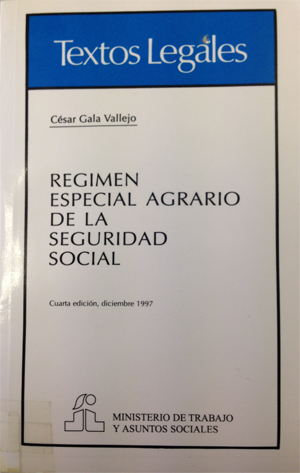 Textos Legales
César Gala Vallejo
REGIMEN
ESPECIAL AGRARIO
DE LA
SEGURIDAD
SOCIAL
Cuarta edición, diciembre 1997
MINISTERIO DE TRABAJO
Y ASUNTOS SOCIALES